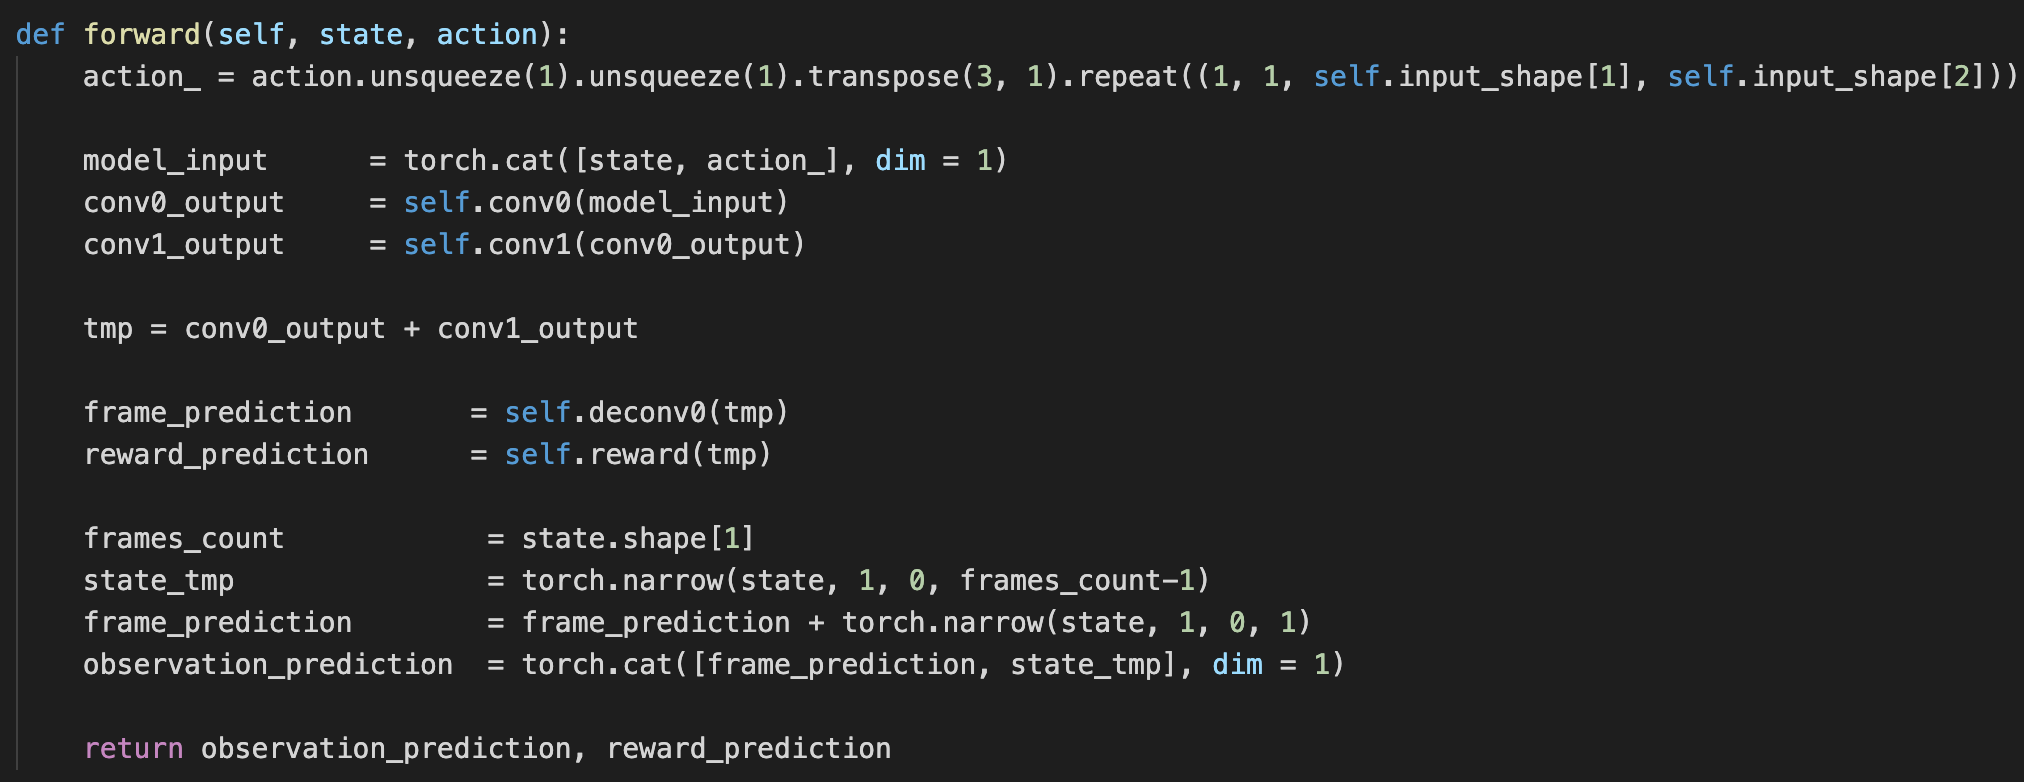 def forward(self, state, action):
    action_ = action.unsqueeze(1).unsqueeze(1).transpose(3, 1).repeat((1, 1, self.input_shape[1], self.input_shape[2]))
    model_input      = torch.cat([state, action_], dim = 1)
    conv0_output     = self.conv0(model_input)
    conv1_output     = self.conv1(conv0_output)
    tmp = conv0_output + conv1_output
    frame_prediction       = self.deconv0(tmp)
    reward_prediction      = self.reward(tmp)
    frames_count            = state.shape[1]
    state_tmp               = torch.narrow(state, 1, 0, frames_count-1)
    frame_prediction        = frame_prediction + torch.narrow(state, 1, 0, 1)
    observation_prediction  = torch.cat([frame_prediction, state_tmp], dim = 1)
    return observation_prediction, reward_prediction